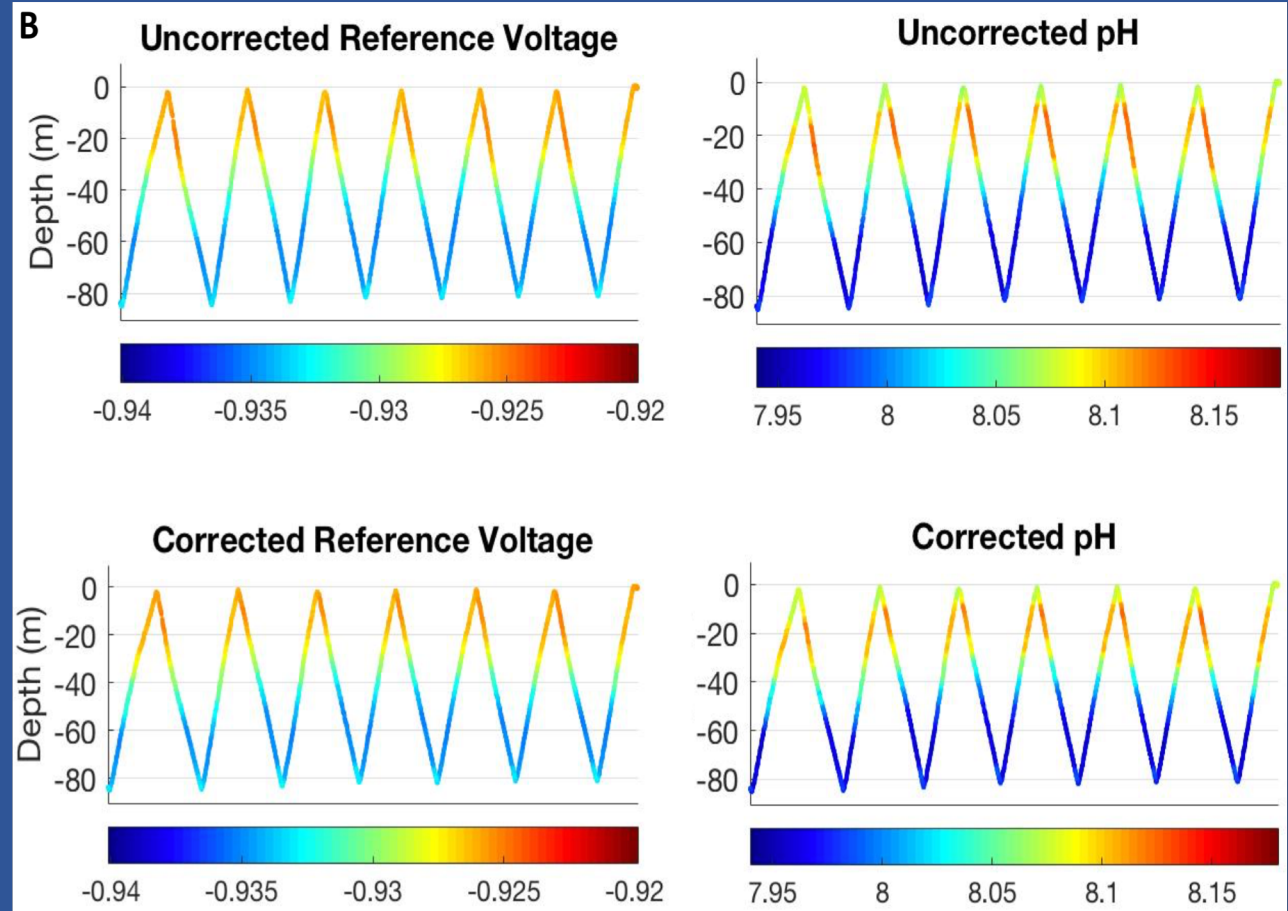 B
Uncorrected Reference Voltage
Depth (m)
0
-20
-40
-60
-80
-0.94 -0.935 -0.93 -0.925 -0.92
Uncorrected pH
0
-20
-40
-60
-80
7.95 8 8.05 8.1 8.15
Corrected Reference Voltage
Depth (m)
0
-20
-40
-60
-80
-0.94 -0.935 -0.93 -0.925 -0.92
Corrected pH
0
-20
-40
-60
-80
7.95 8 8.05 8.1 8.15